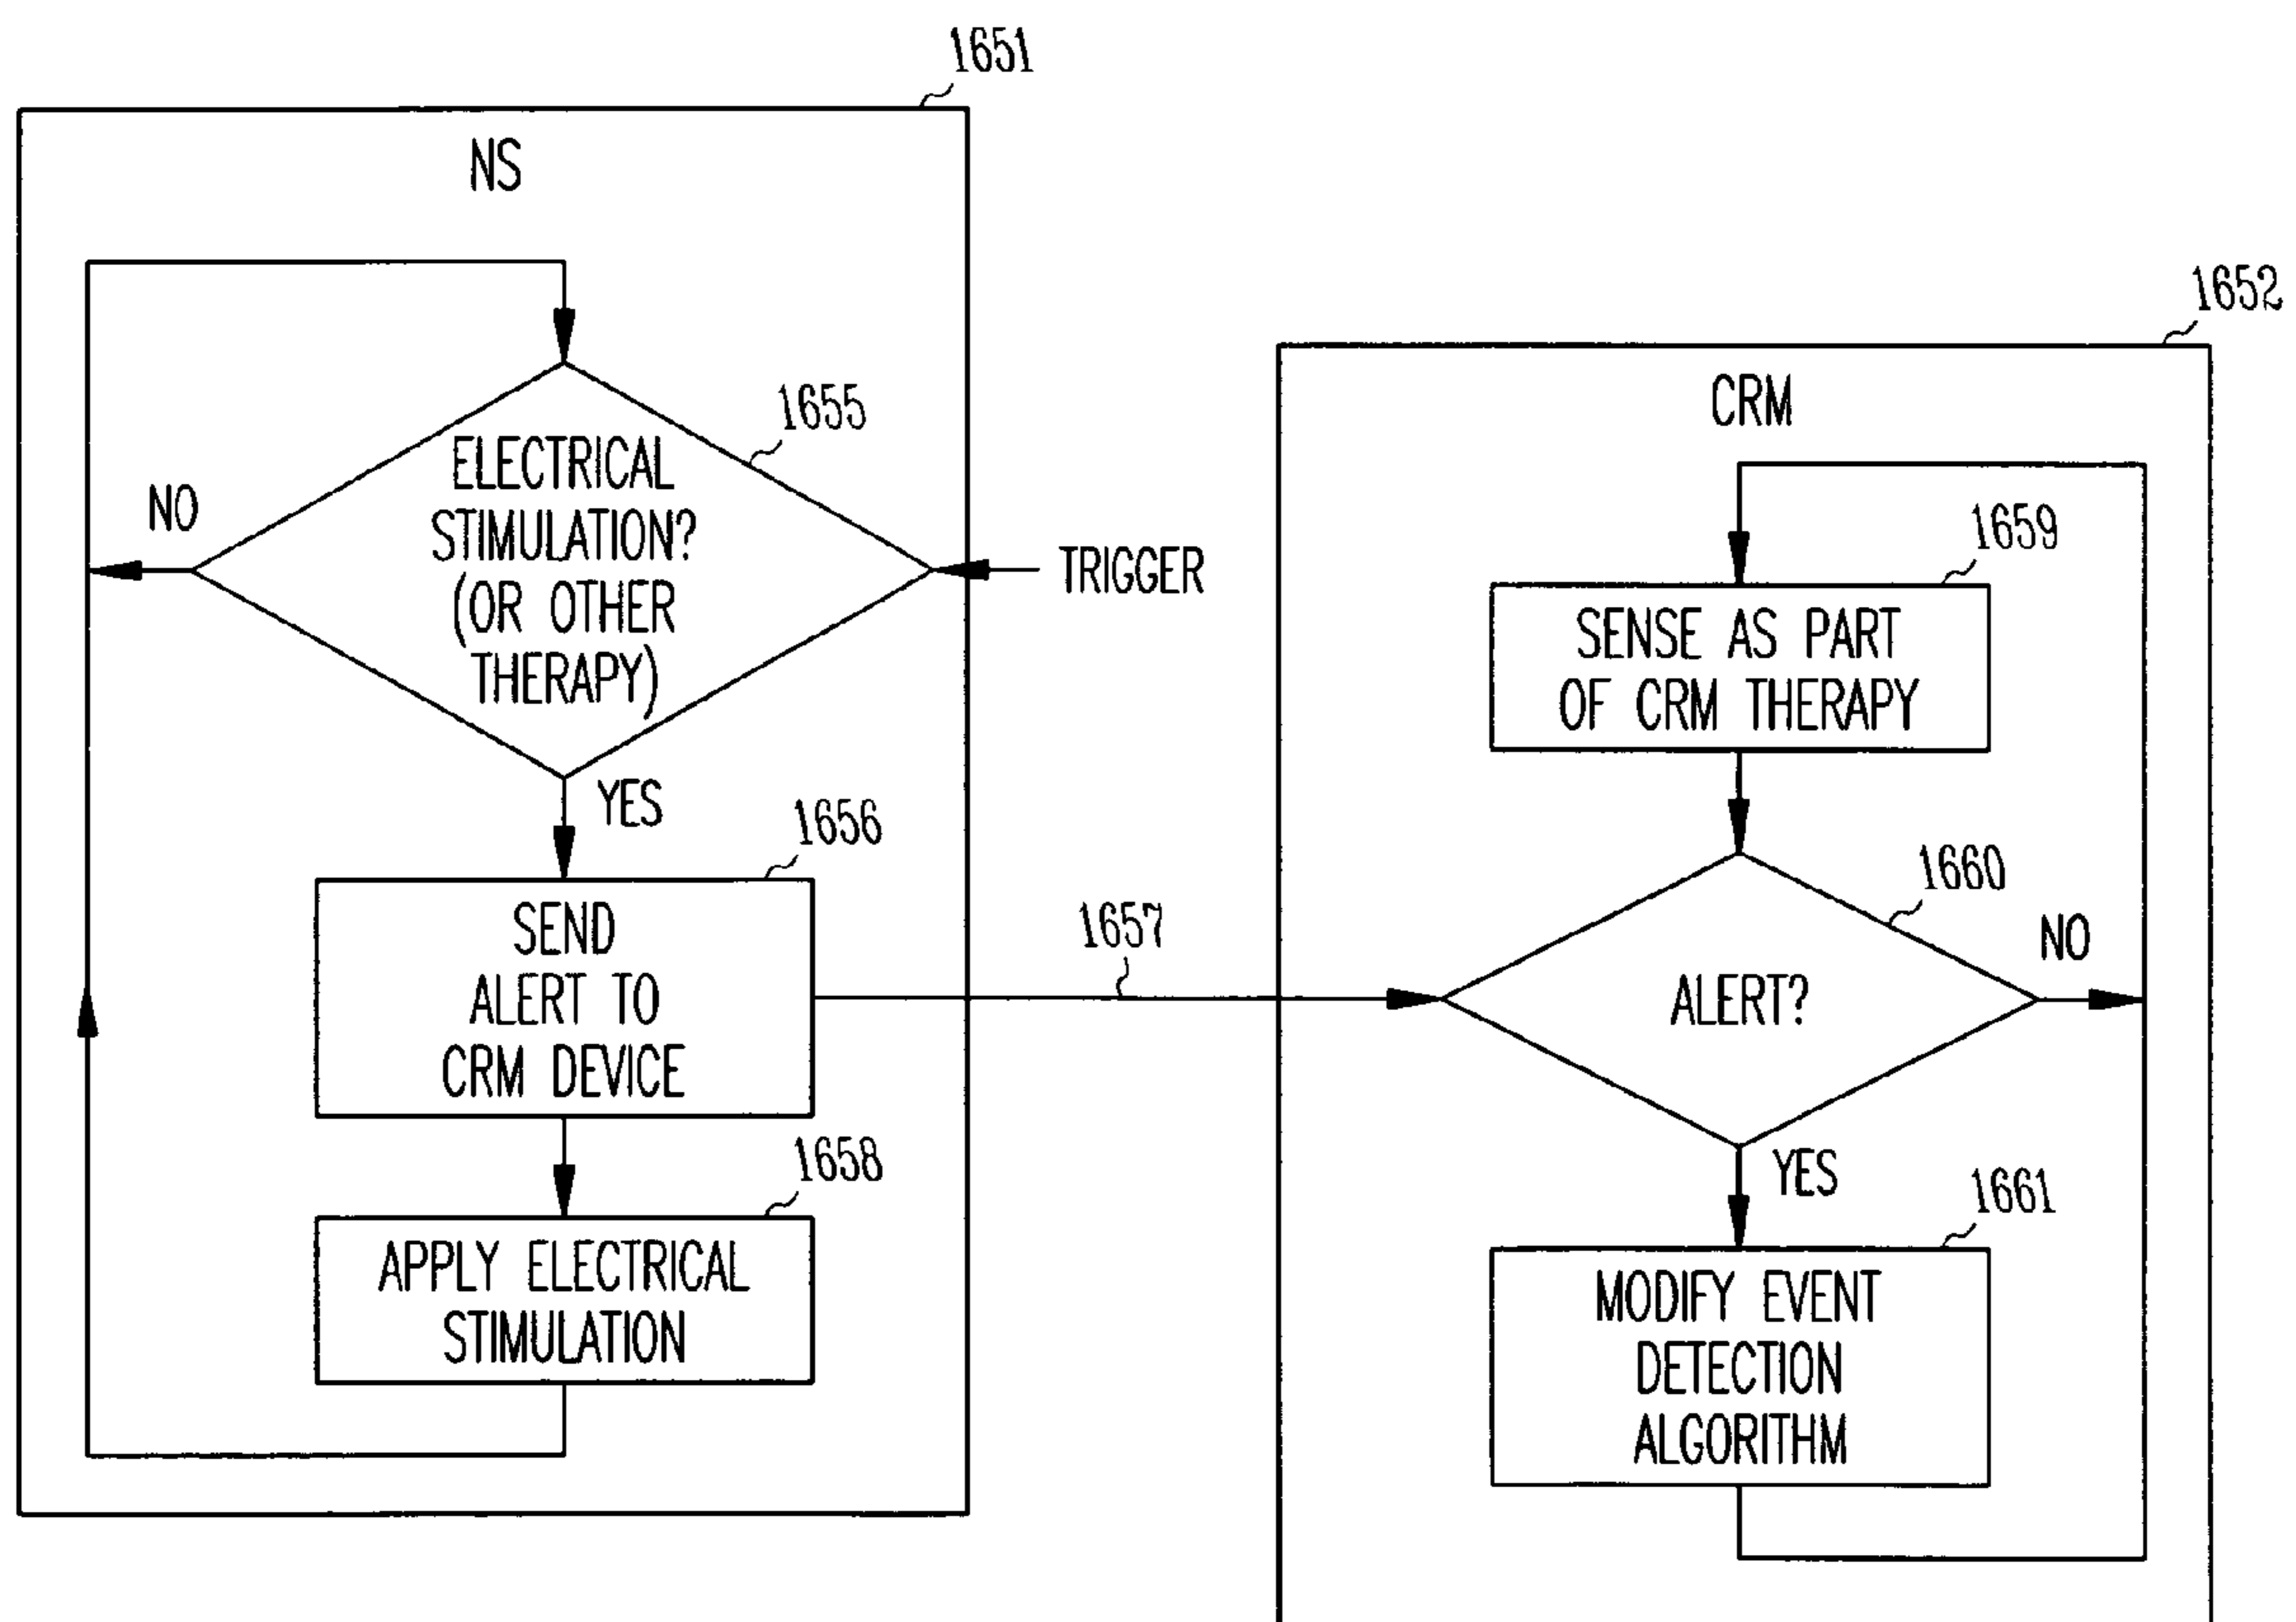 1651
NS
1655
ELECTRICAL
STIMULATION?
(OR OTHER
THERAPY)
NO
TRIGGER
YES
1656
SEND
ALERT TO
CRM DEVICE
1657
1658
APPLY ELECTRICAL
STIMULATION
1652
CRM
1659
SENSE AS PART
OF CRM THERAPY
1660
NO
ALERT?
YES
1661
MODIFY EVENT
DETECTION
ALGORITHM